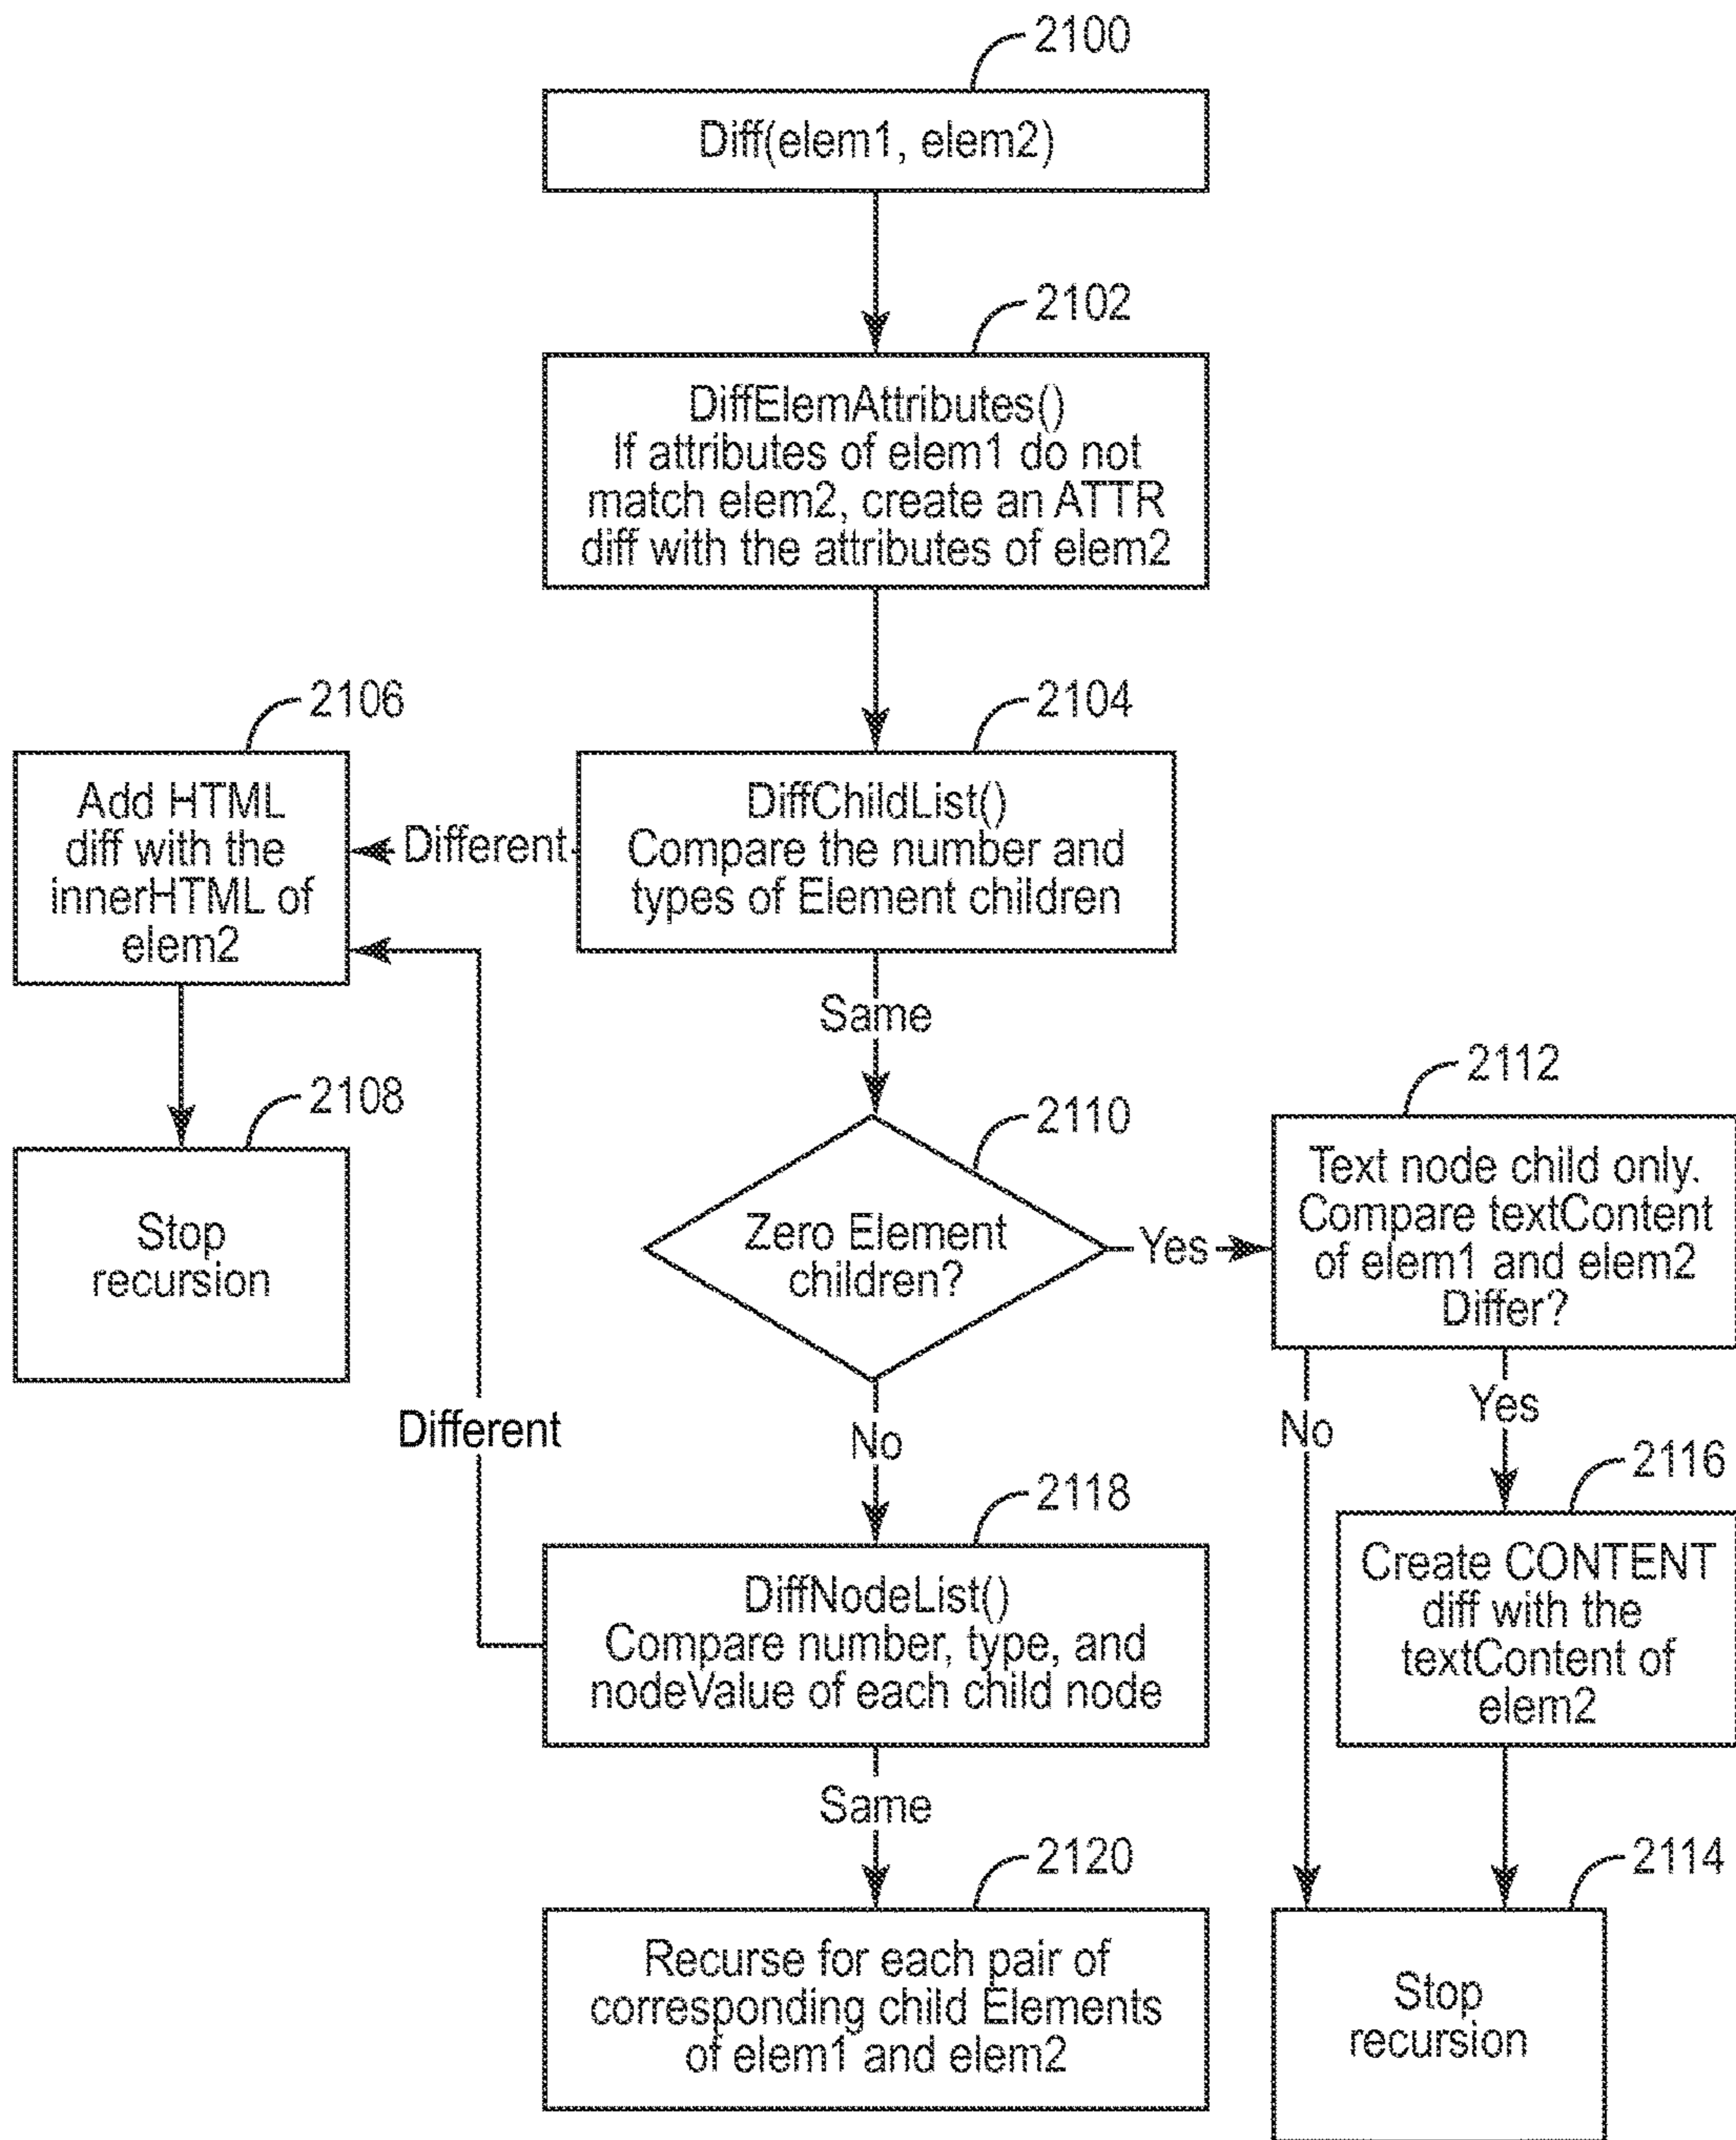 2100
Diff(elem1, elem2)
2102
DiffElemAttributes()
If attributes of elem1 do not
match elem2, create an ATTR
diff with the attributes of elem2
2106
Add HTML
diff with the
innerHTML of
elem2
Different
2104
DiffChildList()
Compare the number and
types of Element children
Same
2108
Stop
recursion
2110
Zero Element
children?
Yes
2112
Text node child only.
Compare textContent
of elem1 and elem2
Differ?
Different
No
No
Yes
2118
DiffNodeList()
Compare number, type, and
nodeValue of each child node
2116
Create CONTENT
diff with the
textContent of
elem2
Same
2120
Recurse for each pair of
corresponding child Elements
of elem1 and elem2
2114
Stop
recursion